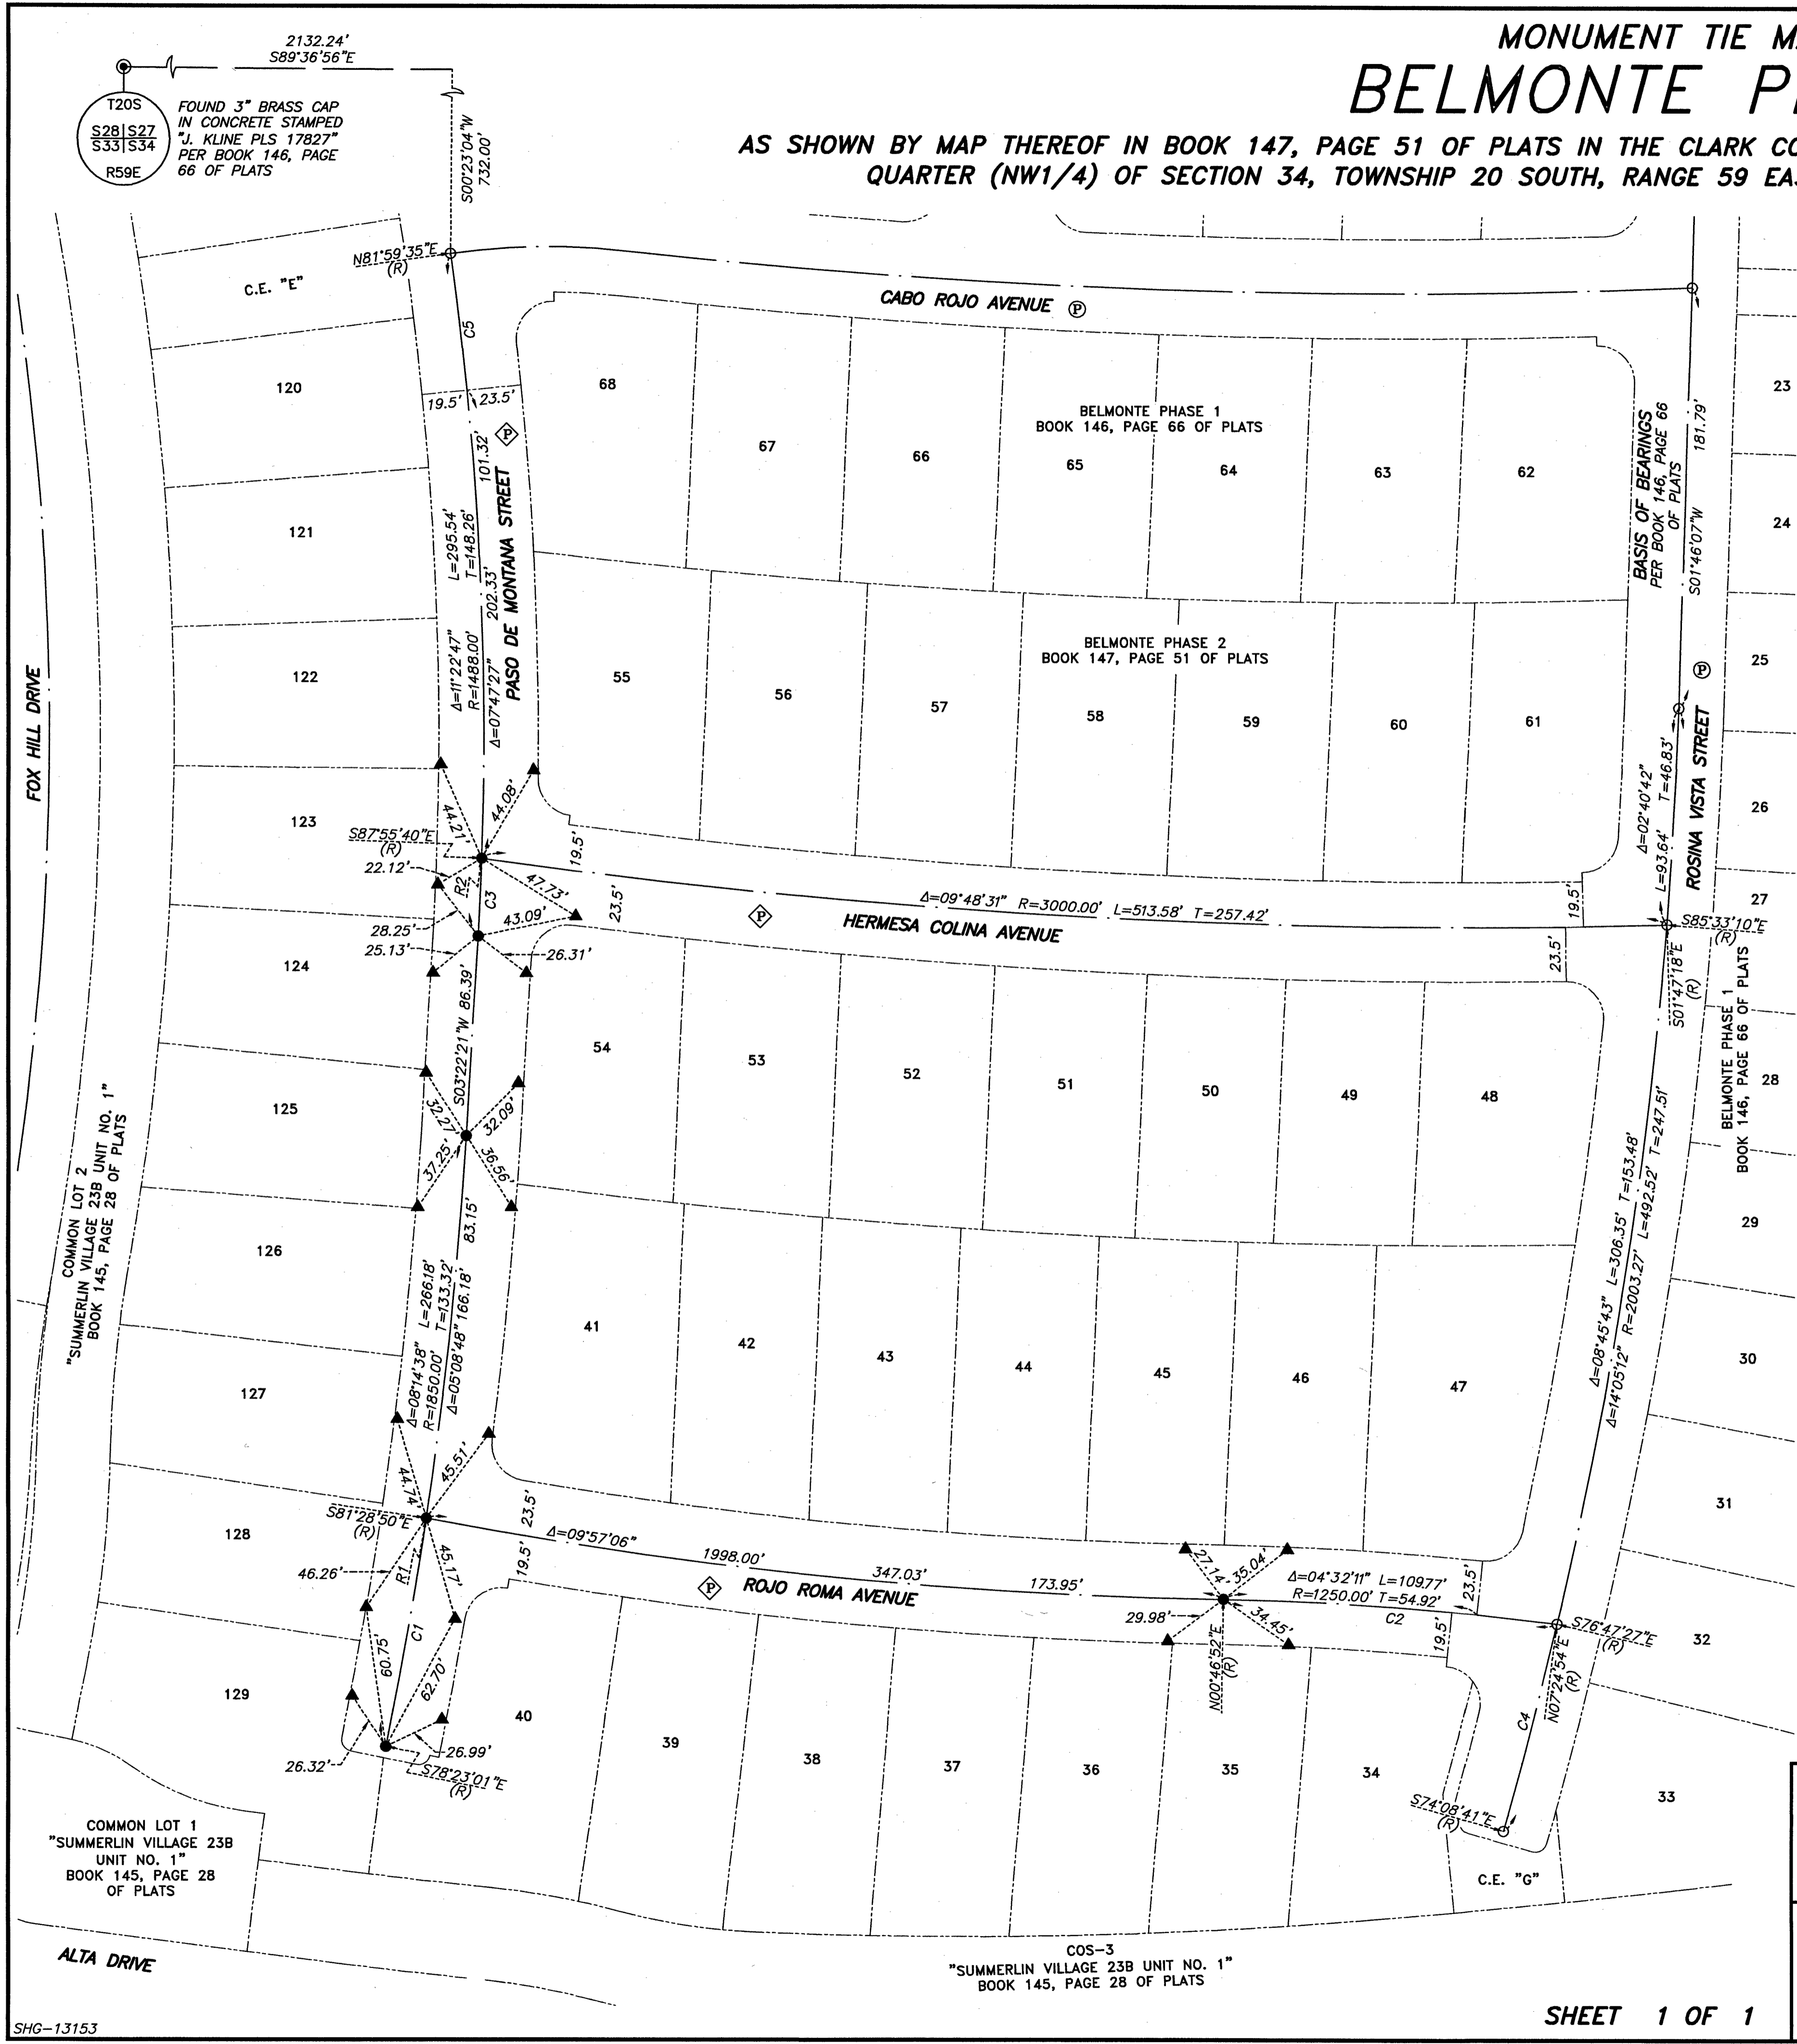 MONUMENT TIE M
BELMONTE P
AS SHOWN BY MAP THEREOF IN BOOK 147, PAGE 51 OF PLATS IN THE CLARK CO
QUARTER (NW1/4) OF SECTION 34, TOWNSHIP 20 SOUTH, RANGE 59 EAS
2132.24'
S89°36'56"E
T20S
S28|S27
S33|S34
R59E
FOUND 3" BRASS CAP
IN CONCRETE STAMPED
"J. KLINE PLS 17827"
PER BOOK 146, PAGE
66 OF PLATS
S00°23'04"W
732.00'
N81°59'35"E
(R)
C.E. "E"
CABO ROJO AVENUE P
C5
120
19.5' 23.5'
68
67
66
65
64
63
62
23
24
BELMONTE PHASE 1
BOOK 146, PAGE 66 OF PLATS
BASIS OF BEARINGS
PER BOOK 146, PAGE 66
OF PLATS
S01°46'07"W 181.79'
121
101.32'
P
PASO DE MONTANA STREET
L=295.54'
T=148.26'
Δ=11°22'47"
R=1488.00'
Δ=07°47'27" 202.33'
BELMONTE PHASE 2
BOOK 147, PAGE 51 OF PLATS
122
55
56
57
58
59
60
61
25
FOX HILL DRIVE
P
ROSINA VISTA STREET
Δ=02°40'42"
L=93.64' T=46.83'
26
123
44.21'
44.08'
S87°55'40"E
(R)
22.12'
R2
C3
47.73'
43.09'
19.5'
23.5'
28.25'
25.13'
26.31'
Δ=09°48'31" R=3000.00' L=513.58' T=257.42'
P
HERMESA COLINA AVENUE
19.5'
23.5'
27
S85°33'10"E
(R)
S01°47'18"E
(R)
BELMONTE PHASE 1
BOOK 146, PAGE 66 OF PLATS
124
S03°22'21"W 86.39'
54
53
52
51
50
49
48
28
125
32.27'
32.09'
37.25'
36.56'
COMMON LOT 2
"SUMMERLIN VILLAGE 23B UNIT NO. 1"
BOOK 145, PAGE 28 OF PLATS
126
83.15'
29
Δ=08°45'43" L=306.35' T=153.48'
Δ=14°05'12" R=2003.27' L=492.52' T=247.51'
Δ=08°14'38" L=266.18'
R=1850.00' T=133.32'
Δ=05°08'48" 166.18'
41
42
43
44
45
46
47
30
127
44.74'
45.51'
S81°28'50"E
(R)
128
46.26'
R1
45.17'
23.5'
19.5'
Δ=09°57'06"
1998.00'
347.03'
173.95'
P
ROJO ROMA AVENUE
27.14'
35.04'
29.98'
34.45'
N00°46'52"E
(R)
Δ=04°32'11" L=109.77'
R=1250.00' T=54.92'
C2
23.5'
19.5'
31
S76°47'27"E
(R)
N07°24'54"E
(R)
32
129
60.75'
C1
62.70'
26.32'
26.99'
S78°23'01"E
(R)
40
39
38
37
36
35
34
C4
S74°08'41"E
(R)
33
C.E. "G"
COMMON LOT 1
"SUMMERLIN VILLAGE 23B
UNIT NO. 1"
BOOK 145, PAGE 28
OF PLATS
ALTA DRIVE
COS-3
"SUMMERLIN VILLAGE 23B UNIT NO. 1"
BOOK 145, PAGE 28 OF PLATS
SHEET 1 OF 1
SHG-13153